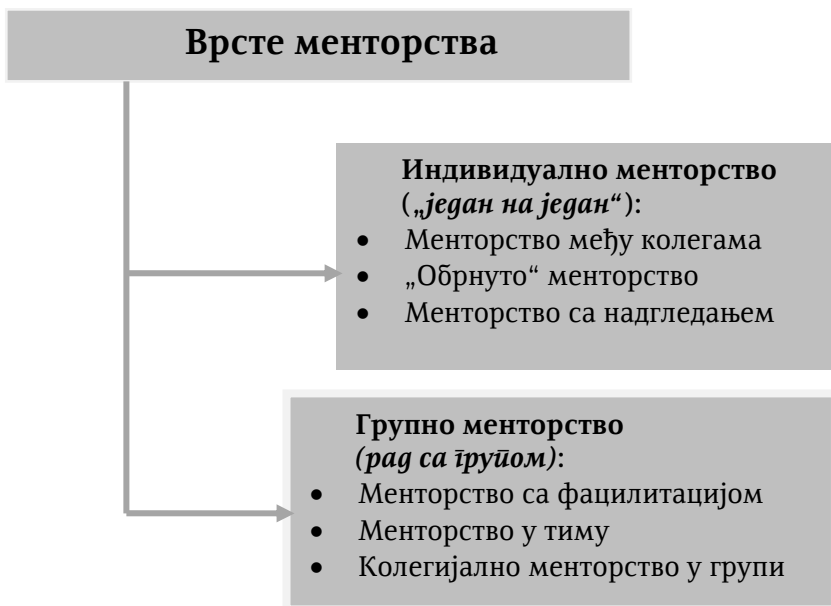 Врсте менторства
Индивидуално менторство
(„један на један“):
• Менторство међу колегама
• „Обрнуто“ менторство
• Менторство са надгледањем
Групно менторство
(рад са групом):
• Менторство са фацилитацијом
• Менторство у тиму
• Колегијално менторство у групи